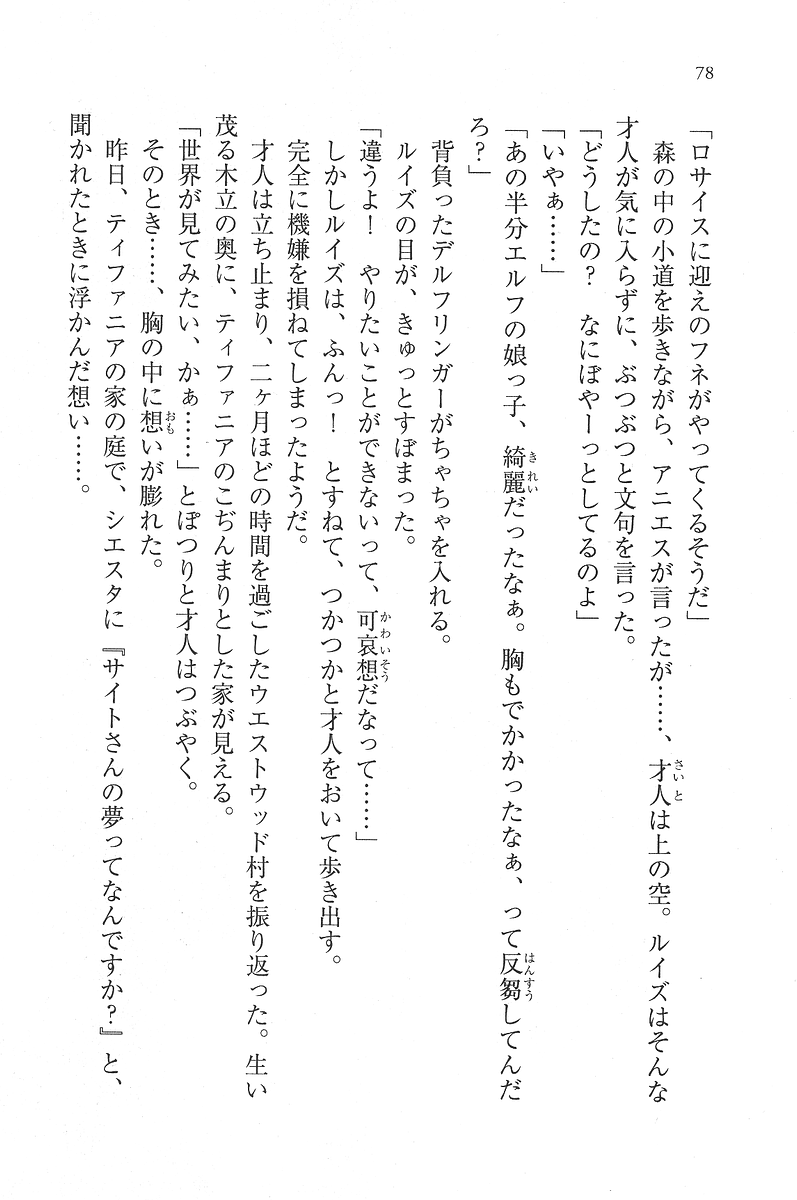 78
「ロサイスに迎えのフネがやってくるそうだ」
　森の中の小道を歩きながら、アニエスが言ったが……、才人は上の空。ルイズはそんな
才人が気に入らずに、ぶつぶつと文句を言った。
「どうしたの？　なにぼやーっとしてるのよ」
「いやぁ……」
「あの半分エルフの娘っ子、綺麗だったなぁ。胸もでかかったなぁ、って反芻してんだ
ろ？」
　背負ったデルフリンガーがちゃちゃを入れる。
　ルイズの目が、きゅっとすぼまった。
「違うよ！　やりたいことができないって、可哀想だなって……」
　しかしルイズは、ふんっ！　とすねて、つかつかと才人をおいて歩き出す。
完全に機嫌を損ねてしまったようだ。
　才人は立ち止まり、二ヶ月ほどの時間を過ごしたウエストウッド村を振り返った。生い
茂る木立の奥に、ティファニアのこぢんまりとした家が見える。
「世界が見てみたい、かぁ……」とぽつりと才人はつぶやく。
　そのとき……、胸の中に想いが膨れた。
　昨日、ティファニアの家の庭で、シエスタに『サイトさんの夢ってなんですか？』と、
聞かれたときに浮かんだ想い……。